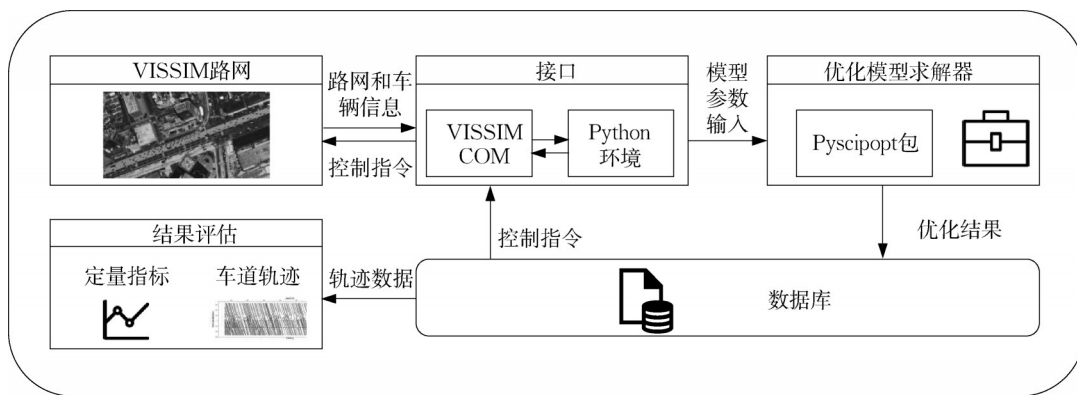 VISSIM路网
路网和车
辆信息
控制指令
接口
VISSIM
COM
Python
环境
模型
参数
输入
优化模型求解器
Pyscipopt包
优化结果
控制指令
数据库
轨迹数据
结果评估
定量指标
车道轨迹